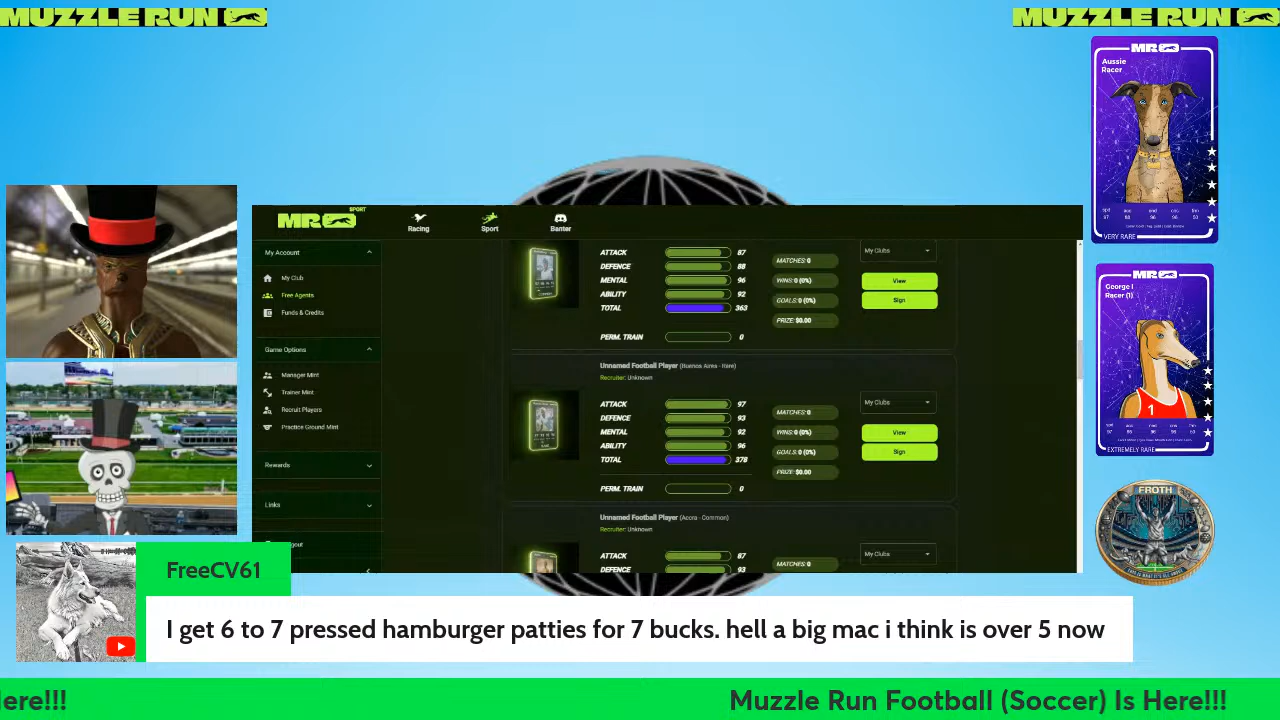 MUZZLE RUN
MUZZLE RUN
MR
Aussie
Racer
VERY RARE
MR
George I
Racer (1)
1
EXTREMELY RARE
FROTH
MR SPORT
Racing
Sport
Banter
My Account
My Club
Free Agents
Funds & Credits
Game Options
Manager Mint
Trainer Mint
Recruit Players
Practice Ground Mint
Rewards
Links
ogout
ATTACK 87
DEFENCE 88
MENTAL 96
ABILITY 92
TOTAL 363
PERM. TRAIN 0
MATCHES: 0
WINS: 0 (0%)
GOALS: 0 (0%)
PRIZE: $0.00
My Clubs
View
Sign
Unnamed Football Player (Buenos Aires - Rare)
Recruiter: Unknown
ATTACK 97
DEFENCE 93
MENTAL 92
ABILITY 96
TOTAL 378
PERM. TRAIN 0
MATCHES: 0
WINS: 0 (0%)
GOALS: 0 (0%)
PRIZE: $0.00
My Clubs
View
Sign
Unnamed Football Player (Accra - Common)
Recruiter: Unknown
ATTACK 87
DEFENCE 93
MATCHES: 0
My Clubs
FreeCV61
I get 6 to 7 pressed hamburger patties for 7 bucks. hell a big mac i think is over 5 now
Here!!!
Muzzle Run Football (Soccer) Is Here!!!